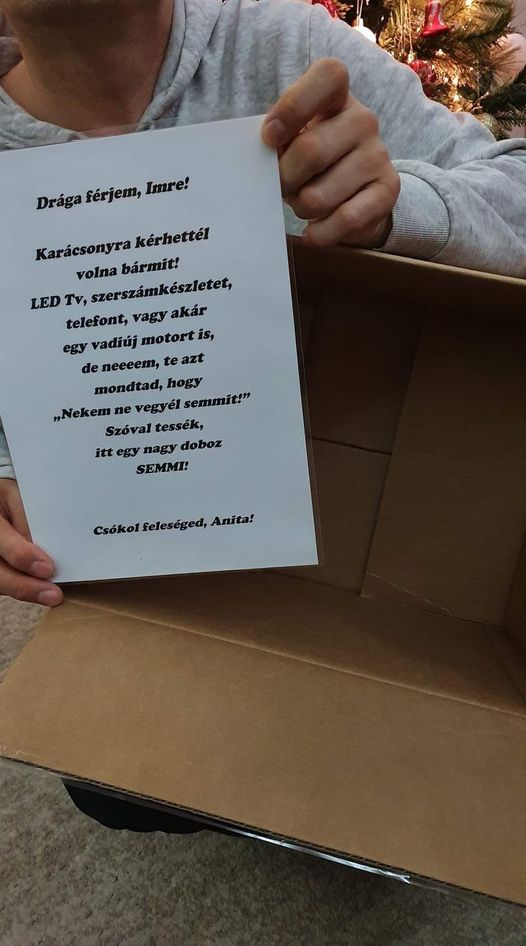 Drága férjem, Imre!
Karácsonyra kérhettél
volna bármit!
LED Tv, szerszámkészletet,
telefont, vagy akár
egy vadiúj motort is,
de neeeem, te azt
mondtad, hogy
„Nekem ne vegyél semmit!”
Szóval tessék,
itt egy nagy doboz
SEMMI!
Csókol feleséged, Anita!